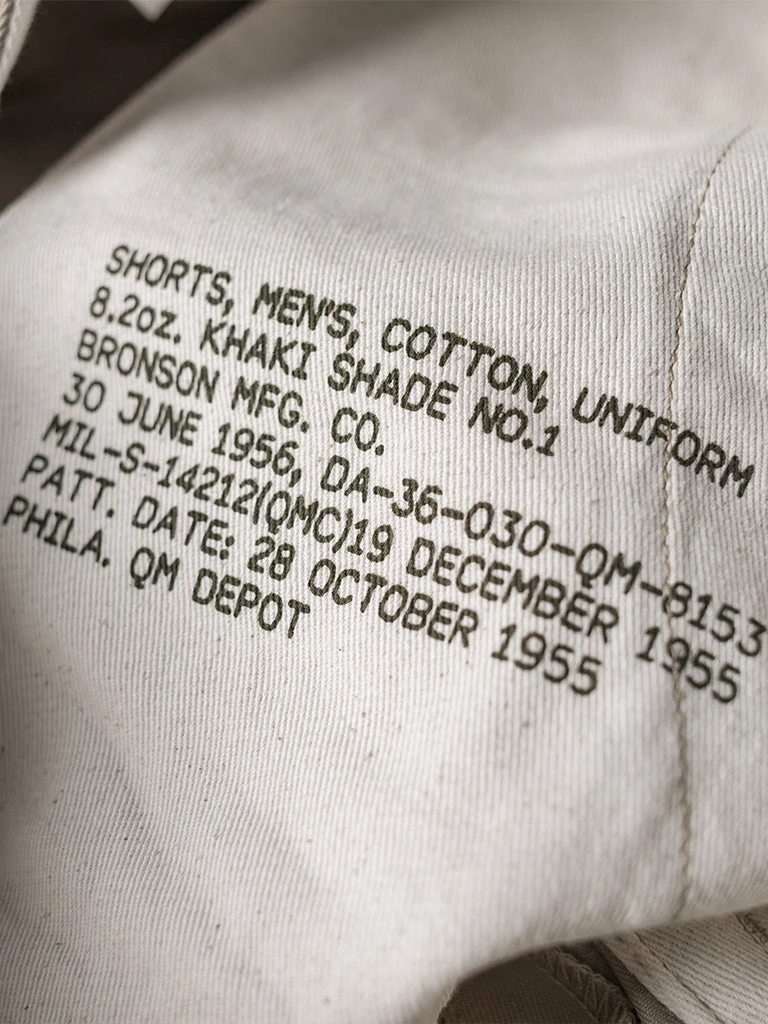 SHORTS, MEN'S, COTTON, UNIFORM
8.2oz. KHAKI SHADE NO.1
BRONSON MFG. CO.
30 JUNE 1956, DA-36-030-QM-8153
MIL-S-14212(QMC)19 DECEMBER 1955
PATT. DATE: 28 OCTOBER 1955
PHILA. QM DEPOT